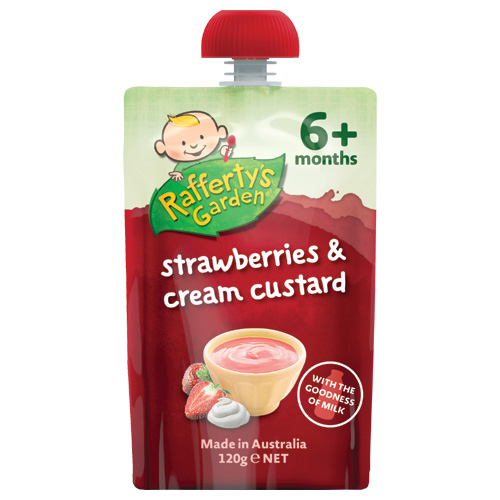 6+
months
Rafferty's
Garden
strawberries &
cream custard
WITH THE
GOODNESS
OF MILK
Made in Australia
120g e NET